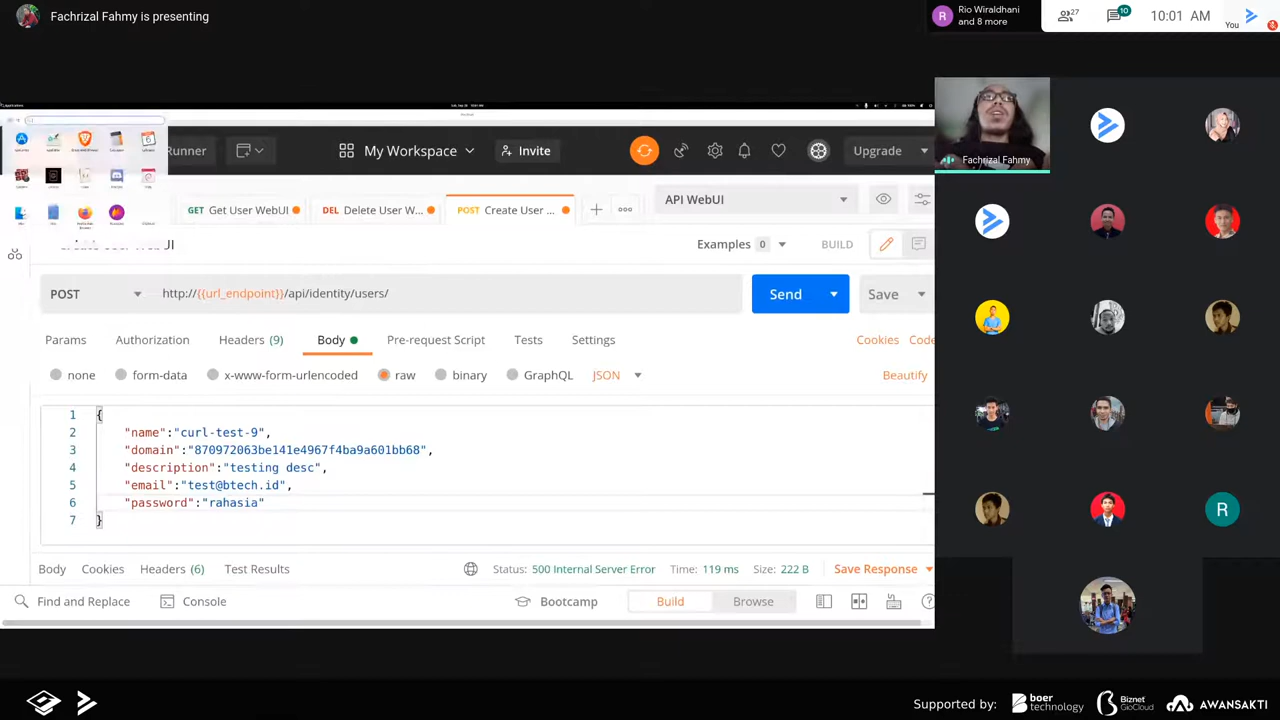 Fachrizal Fahmy is presenting
Rio Wiraldhani
and 8 more
27
10
10:01 AM
You
Runner
My Workspace
Invite
Upgrade
GET Get User WebUI
DEL Delete User W...
POST Create User ...
API WebUI
Examples 0
BUILD
POST
http://{{url_endpoint}}/api/identity/users/
Send
Save
Params
Authorization
Headers (9)
Body
Pre-request Script
Tests
Settings
Cookies
Code
none
form-data
x-www-form-urlencoded
raw
binary
GraphQL
JSON
Beautify
1 {
2 "name":"curl-test-9",
3 "domain":"870972063be141e4967f4ba9a601bb68",
4 "description":"testing desc",
5 "email":"test@btech.id",
6 "password":"rahasia"
7 }
Body
Cookies
Headers (6)
Test Results
Status: 500 Internal Server Error
Time: 119 ms
Size: 222 B
Save Response
Find and Replace
Console
Bootcamp
Build
Browse
Fachrizal Fahmy
R
R
Supported by:
boer
technology
Biznet
GioCloud
AWANSAKTI